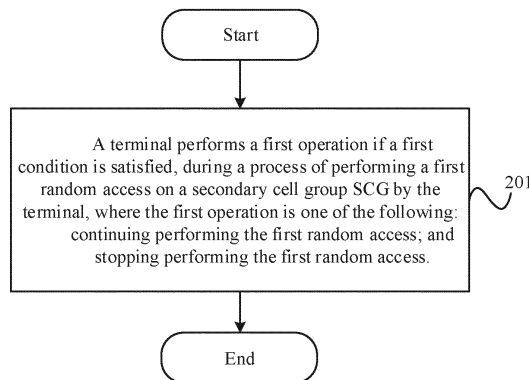 Start
A terminal performs a first operation if a first
condition is satisfied, during a process of performing a first
random access on a secondary cell group SCG by the
terminal, where the first operation is one of the following:
continuing performing the first random access; and
stopping performing the first random access.
201
End